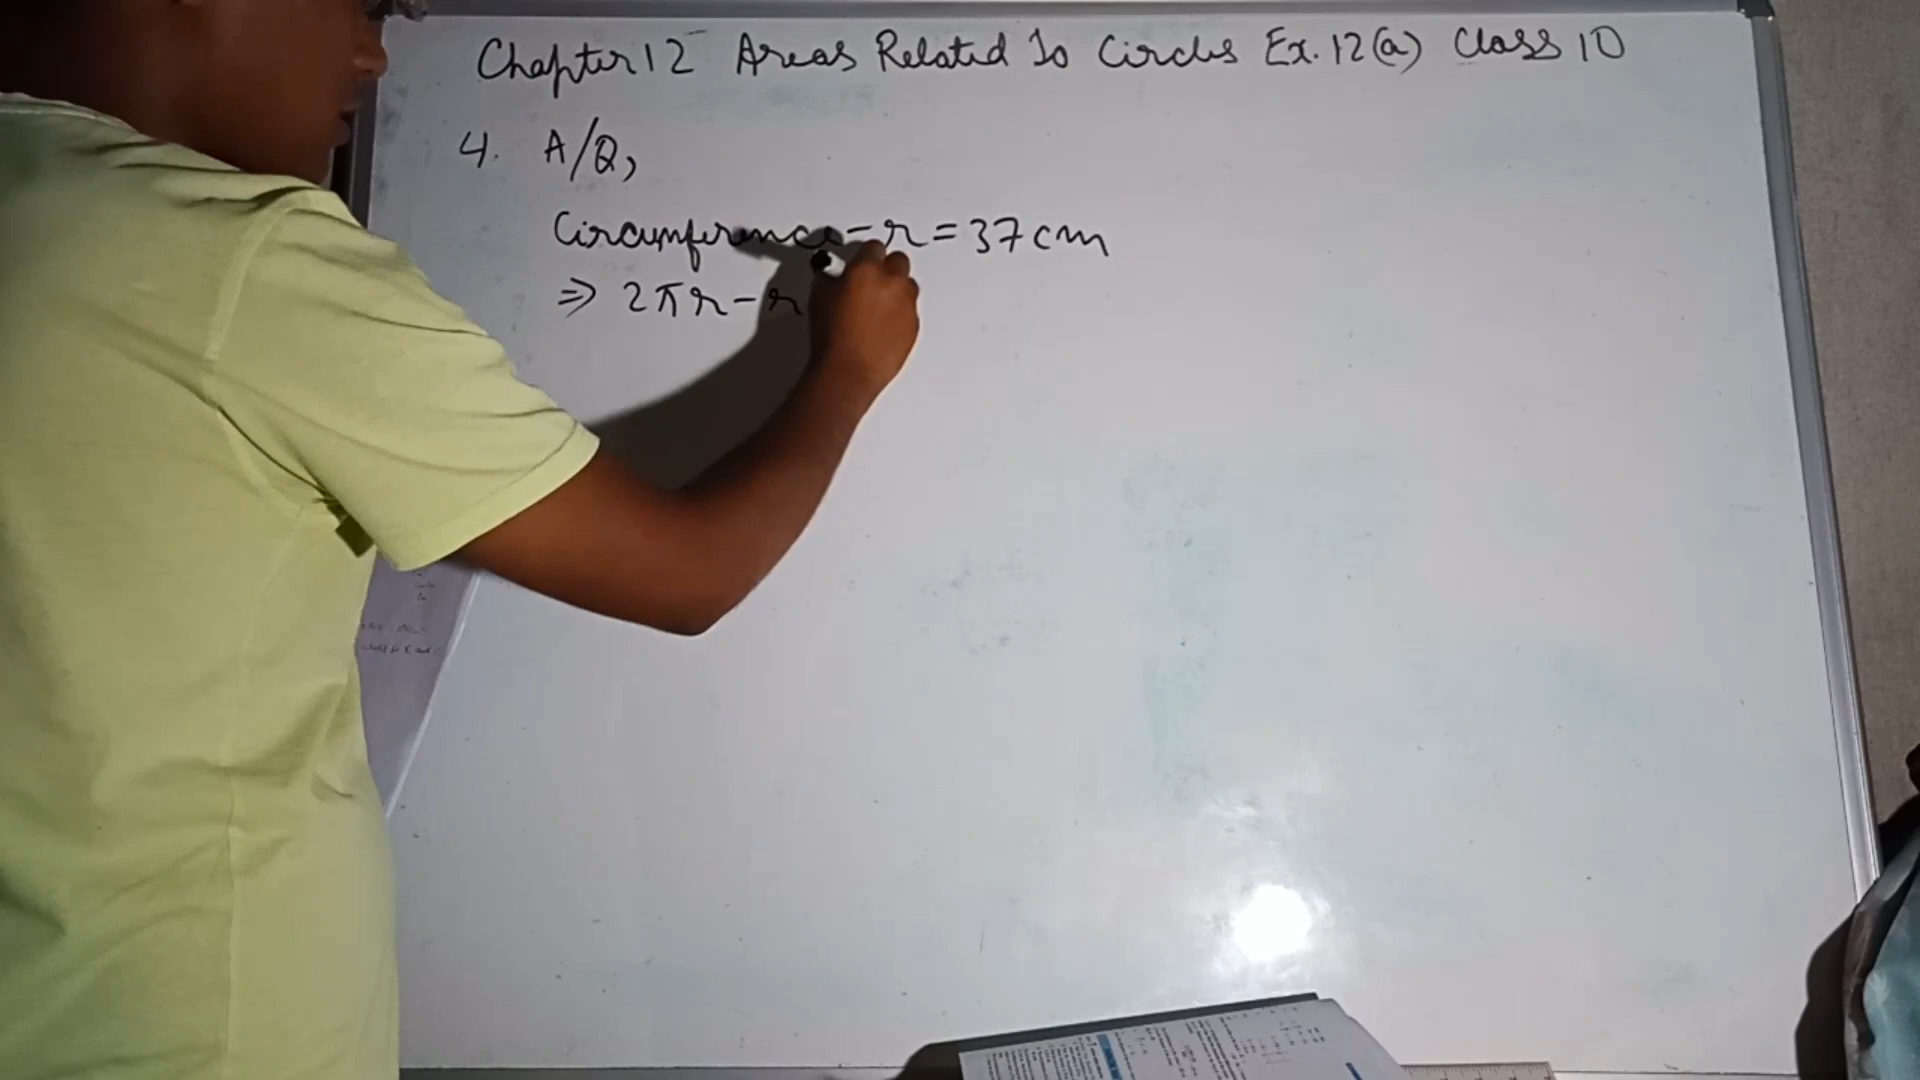 Chapter 12 Areas Related To Circles Ex. 12(a) Class 10
4. A/Q,
Circumference - r = 37 cm
⇒ 2πr - r